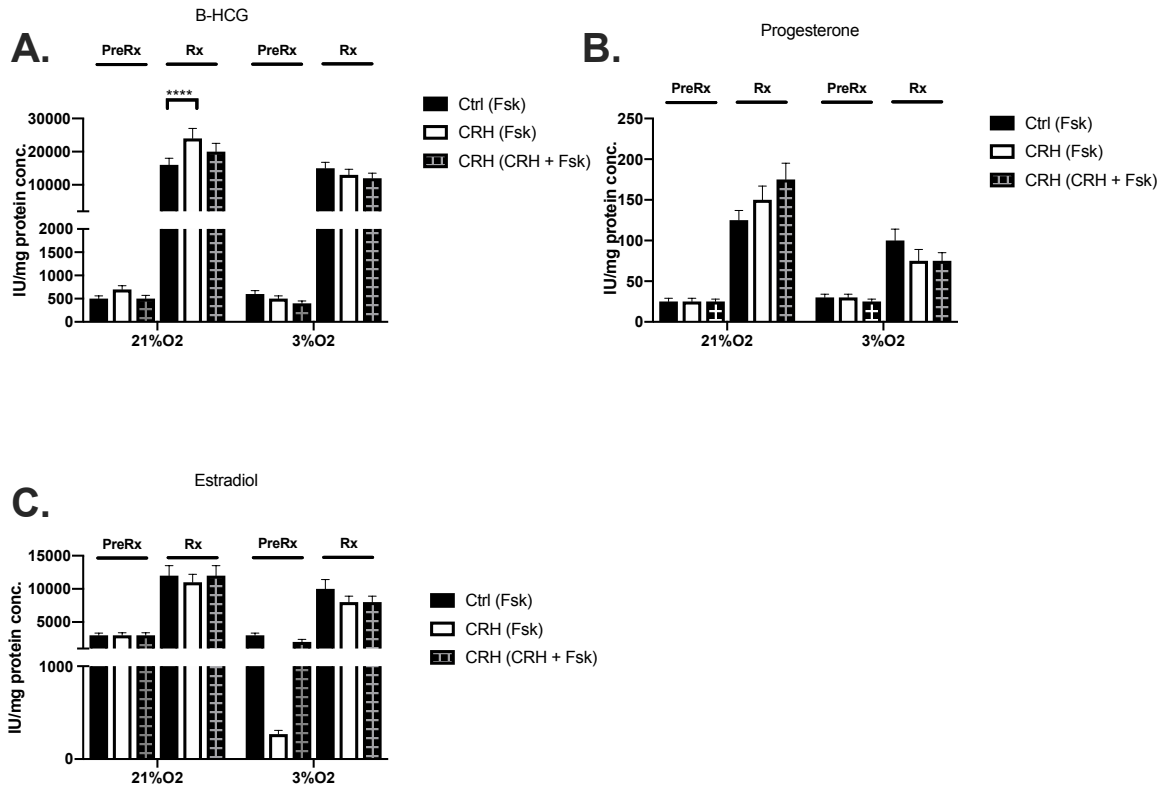 B-HCG
A.
PreRx Rx PreRx Rx
****
IU/mg protein conc.
30000
20000
10000
2000
1500
1000
500
0
21%O2 3%O2
Ctrl (Fsk)
CRH (Fsk)
CRH (CRH + Fsk)
Progesterone
B.
PreRx Rx PreRx Rx
IU/mg protein conc.
250
200
150
100
50
0
21%O2 3%O2
Ctrl (Fsk)
CRH (Fsk)
CRH (CRH + Fsk)
Estradiol
C.
PreRx Rx PreRx Rx
IU/mg protein conc.
15000
10000
5000
1000
0
21%O2 3%O2
Ctrl (Fsk)
CRH (Fsk)
CRH (CRH + Fsk)